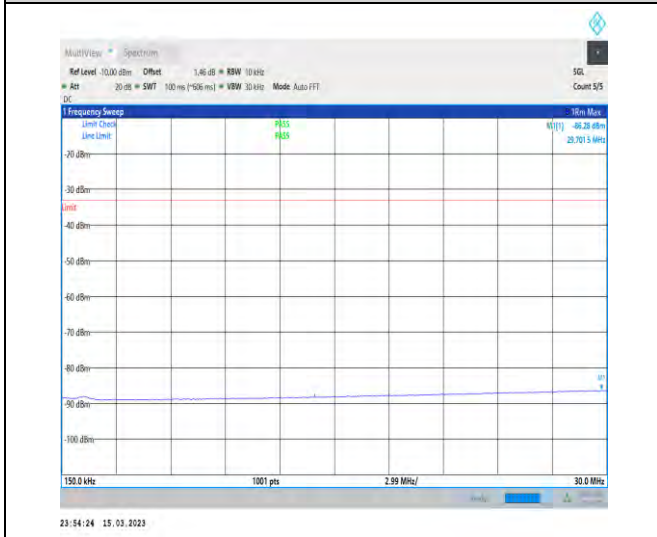 MultiView Spectrum
Ref Level -10.00 dBm Offset 1.46 dB RBW 10 kHz SGL
Att 20 dB SWT 100 ms (~606 ms) VBW 30 kHz Mode Auto FFT Count 5/5
DC
1 Frequency Sweep 1Rm Max
Limit Check PASS M1[1] -86.28 dBm
Line Limit PASS 29.7015 MHz
-20 dBm
-30 dBm
Limit
-40 dBm
-50 dBm
-60 dBm
-70 dBm
-80 dBm
M1
-90 dBm
-100 dBm
150.0 kHz 1001 pts 2.99 MHz/ 30.0 MHz
23:54:24 15.03.2023